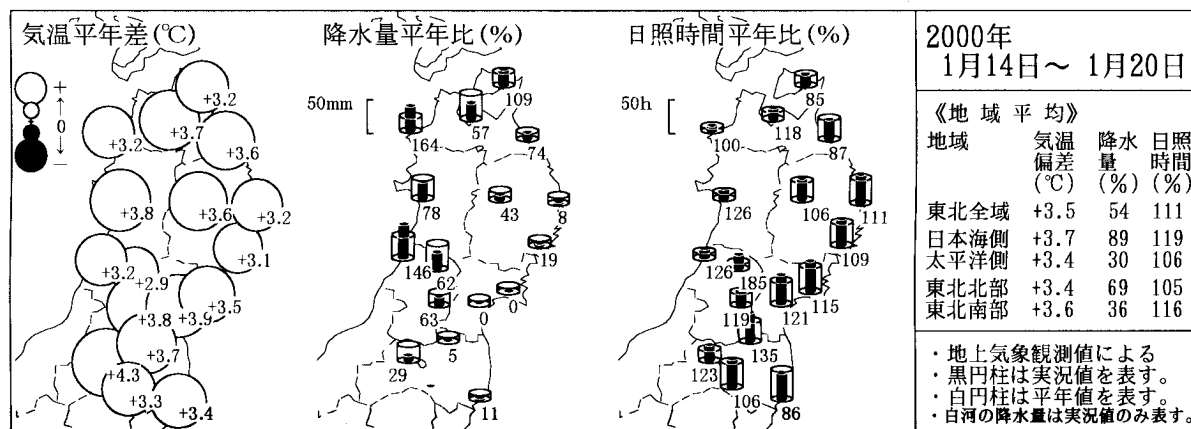 気温平年差(℃)
+
0
−
+3.2
+3.7
+3.2
+3.6
+3.8
+3.6
+3.2
+3.1
+3.2
+2.9
+3.5
+3.8
+3.9
+3.7
+4.3
+3.3
+3.4
降水量平年比(%)
50mm
109
57
164
74
78
43
8
19
146
62
63
0
0
5
29
11
日照時間平年比(%)
50h
85
118
100
87
126
106
111
109
126
185
115
119
121
135
123
106
86
2000年
1月14日～ 1月20日
《地 域 平 均》
地域 気温 降水 日照
偏差 量 時間
(℃) (%) (%)
東北全域 +3.5 54 111
日本海側 +3.7 89 119
太平洋側 +3.4 30 106
東北北部 +3.4 69 105
東北南部 +3.6 36 116
・地上気象観測値による
・黒円柱は実況値を表す。
・白円柱は平年値を表す。
・白河の降水量は実況値のみ表す。